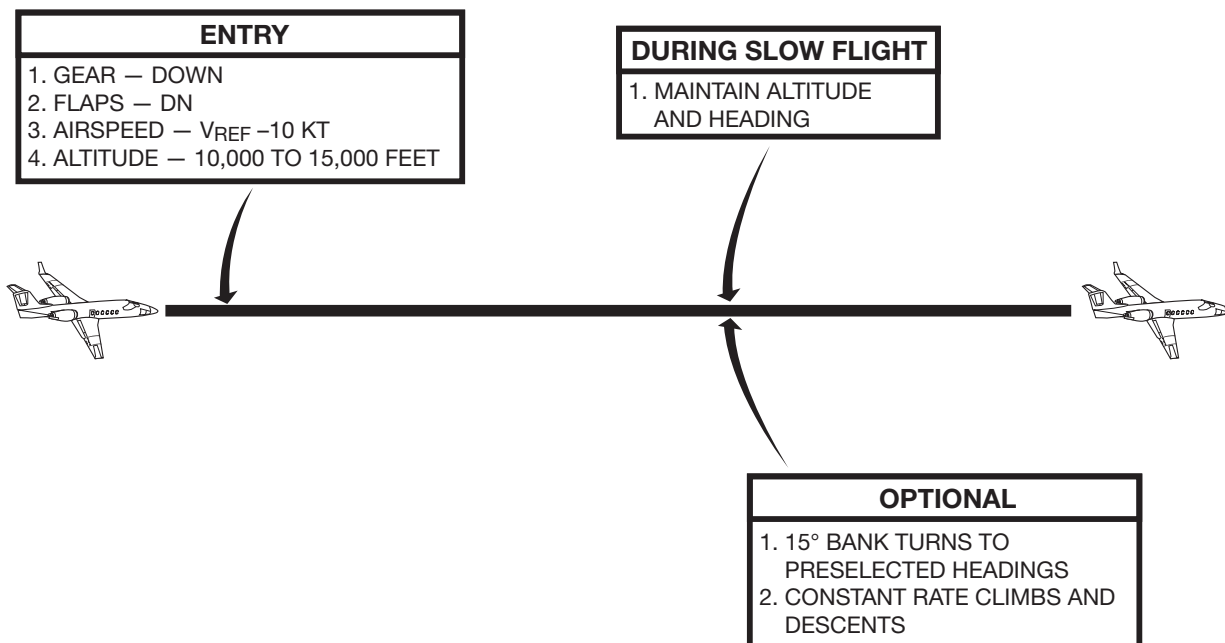 ENTRY
1. GEAR — DOWN
2. FLAPS — DN
3. AIRSPEED — VREF –10 KT
4. ALTITUDE — 10,000 TO 15,000 FEET
DURING SLOW FLIGHT
1. MAINTAIN ALTITUDE
AND HEADING
OPTIONAL
1. 15° BANK TURNS TO
PRESELECTED HEADINGS
2. CONSTANT RATE CLIMBS AND
DESCENTS